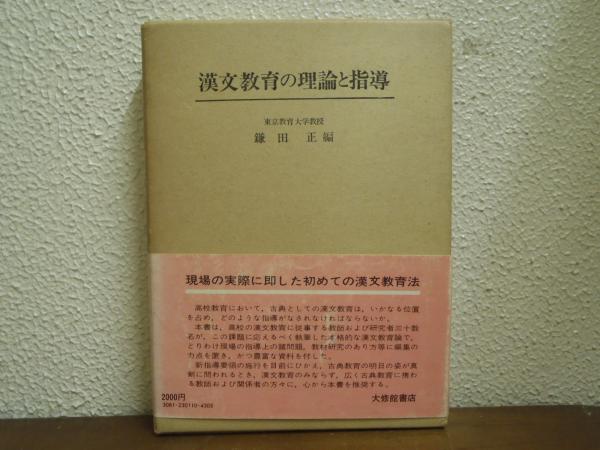 漢文教育の理論と指導
東京教育大学教授
鎌田 正 編
現場の実際に即した初めての漢文教育法
高校教育において，古典としての漢文教育は，いかなる位置
を占め，どのような指導がなされなければならないか。
本書は，高校の漢文教育に従事する教師および研究者三十数
名が，この課題に応えるべく執筆した本格的な漢文教育論で，
とりわけ現場の指導上の諸問題，教材研究のあり方等に編集の
力点を置き，かつ豊富な資料を付した。
新指導要領の施行を目前にひかえ，古典教育の明日の姿が真
剣に問われるとき，漢文教育のみならず，広く古典教育に携わ
る教師および関係者の方々に，心から本書を推奨する。
2000円
3081-230110-4305
大修館書店